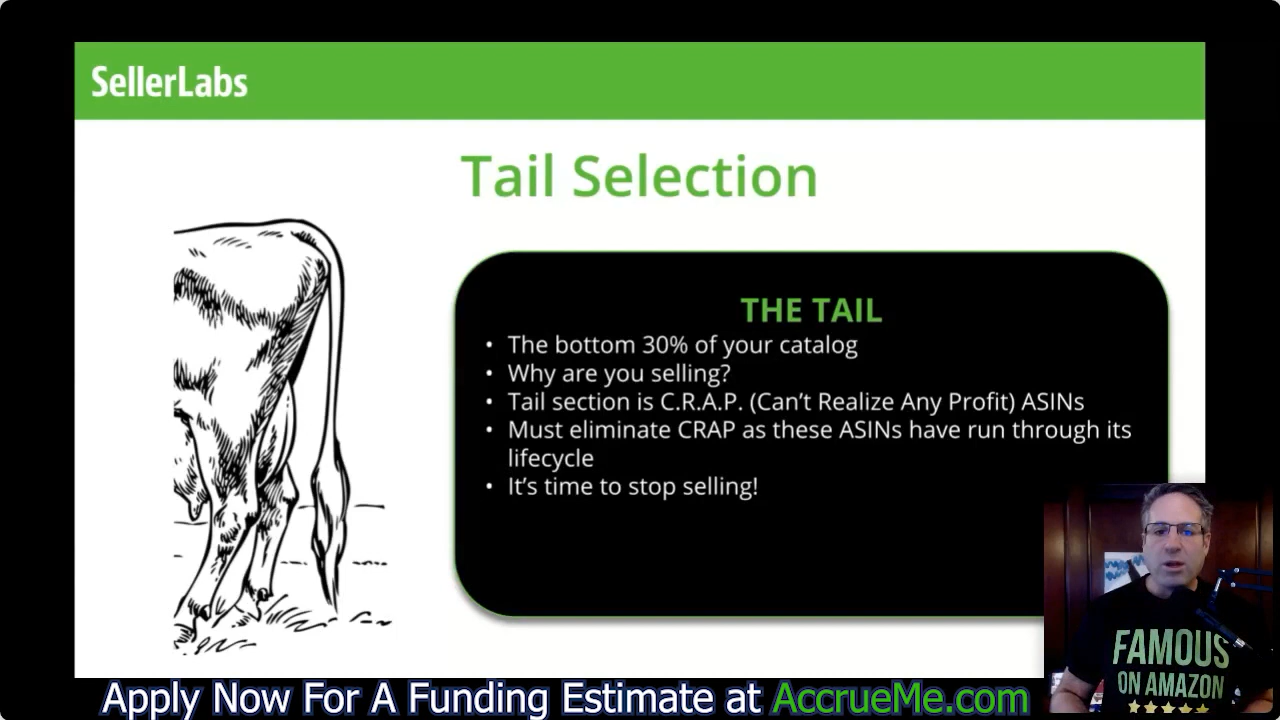 SellerLabs
Tail Selection
THE TAIL
• The bottom 30% of your catalog
• Why are you selling?
• Tail section is C.R.A.P. (Can’t Realize Any Profit) ASINs
• Must eliminate CRAP as these ASINs have run through its
lifecycle
• It’s time to stop selling!
FAMOUS
ON AMAZON
Apply Now For A Funding Estimate at AccrueMe.com